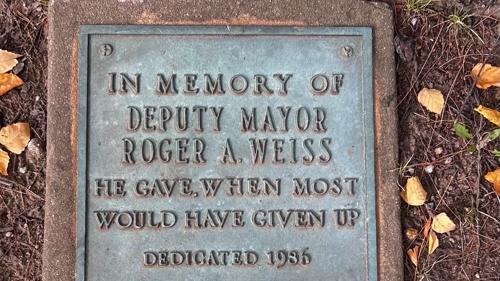 IN MEMORY OF
DEPUTY MAYOR
ROGER A. WEISS
HE GAVE, WHEN MOST
WOULD HAVE GIVEN UP
DEDICATED 1986